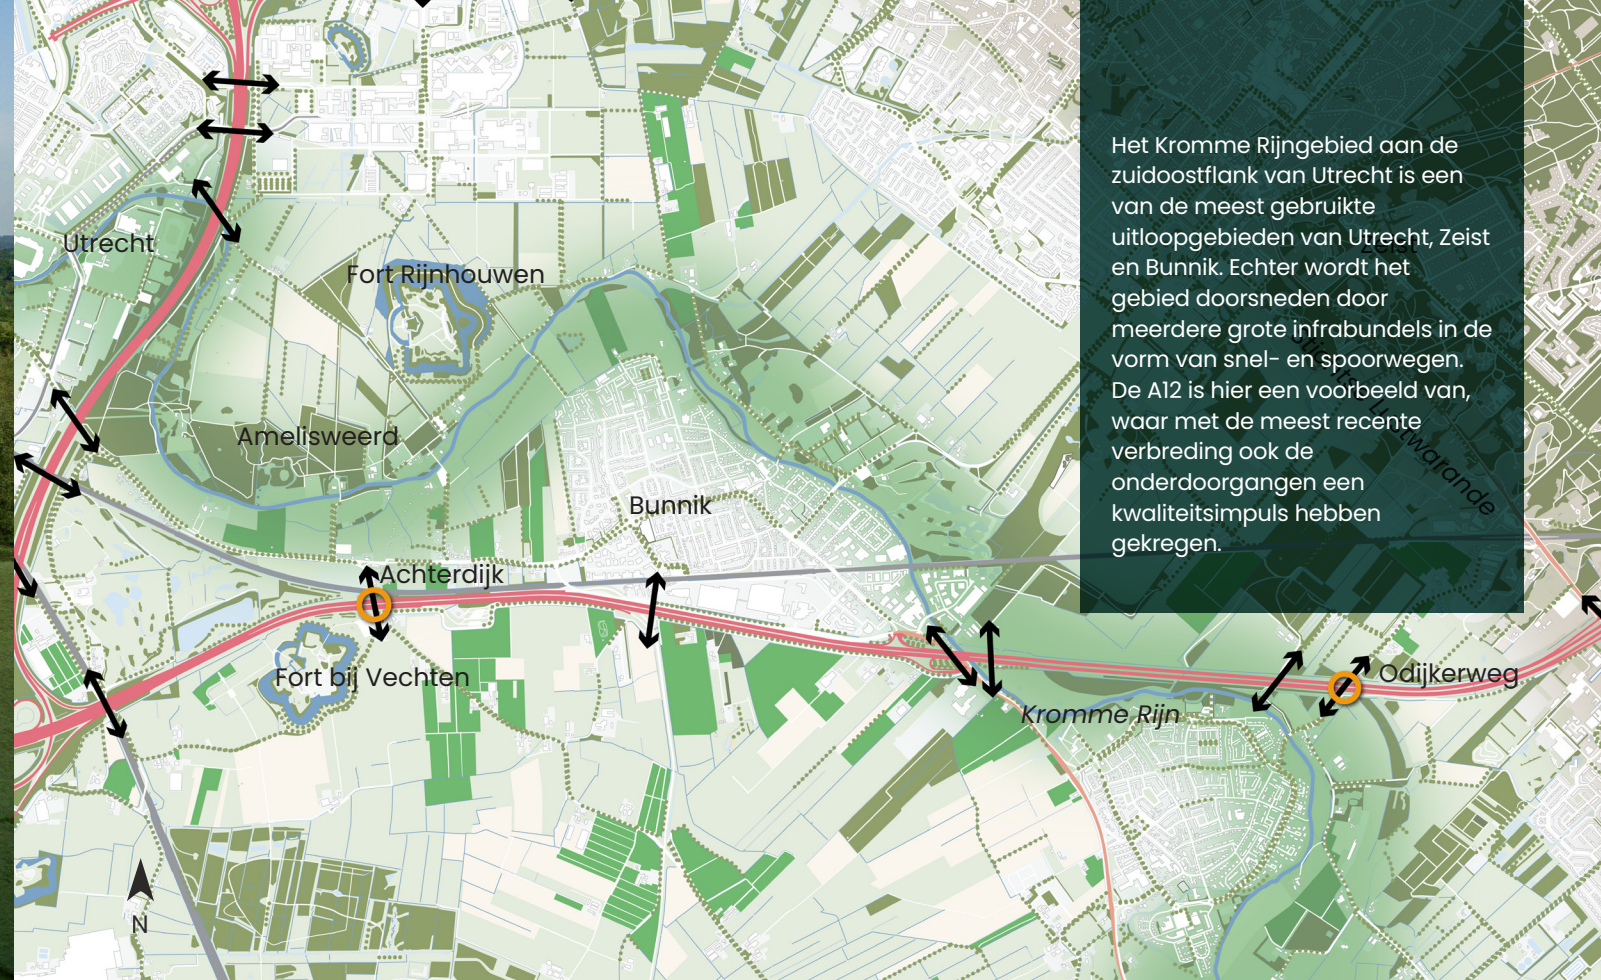 Het Kromme Rijngebied aan de
zuidoostflank van Utrecht is een
van de meest gebruikte
uitloopgebieden van Utrecht, Zeist
en Bunnik. Echter wordt het
gebied doorsneden door
meerdere grote infrabundels in de
vorm van snel- en spoorwegen.
De A12 is hier een voorbeeld van,
waar met de meest recente
verbreding ook de
onderdoorgangen een
kwaliteitsimpuls hebben
gekregen.
Zeist
Utrecht
Fort Rijnhouwen
Amelisweerd
Bunnik
Achterdijk
Fort bij Vechten
Odijkerweg
Kromme Rijn
N